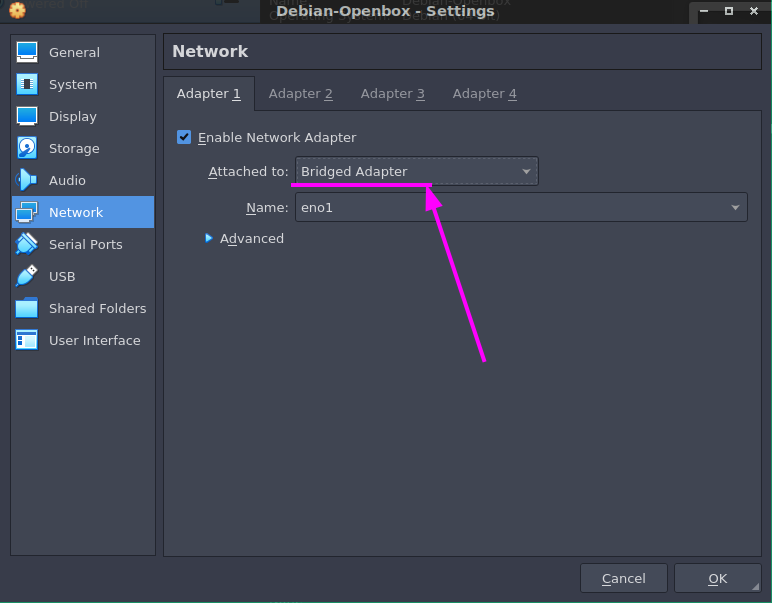 Debian-Openbox - Settings
General
System
Display
Storage
Audio
Network
Serial Ports
USB
Shared Folders
User Interface
Network
Adapter 1 Adapter 2 Adapter 3 Adapter 4
Enable Network Adapter
Attached to: Bridged Adapter
Name: eno1
Advanced
Cancel OK